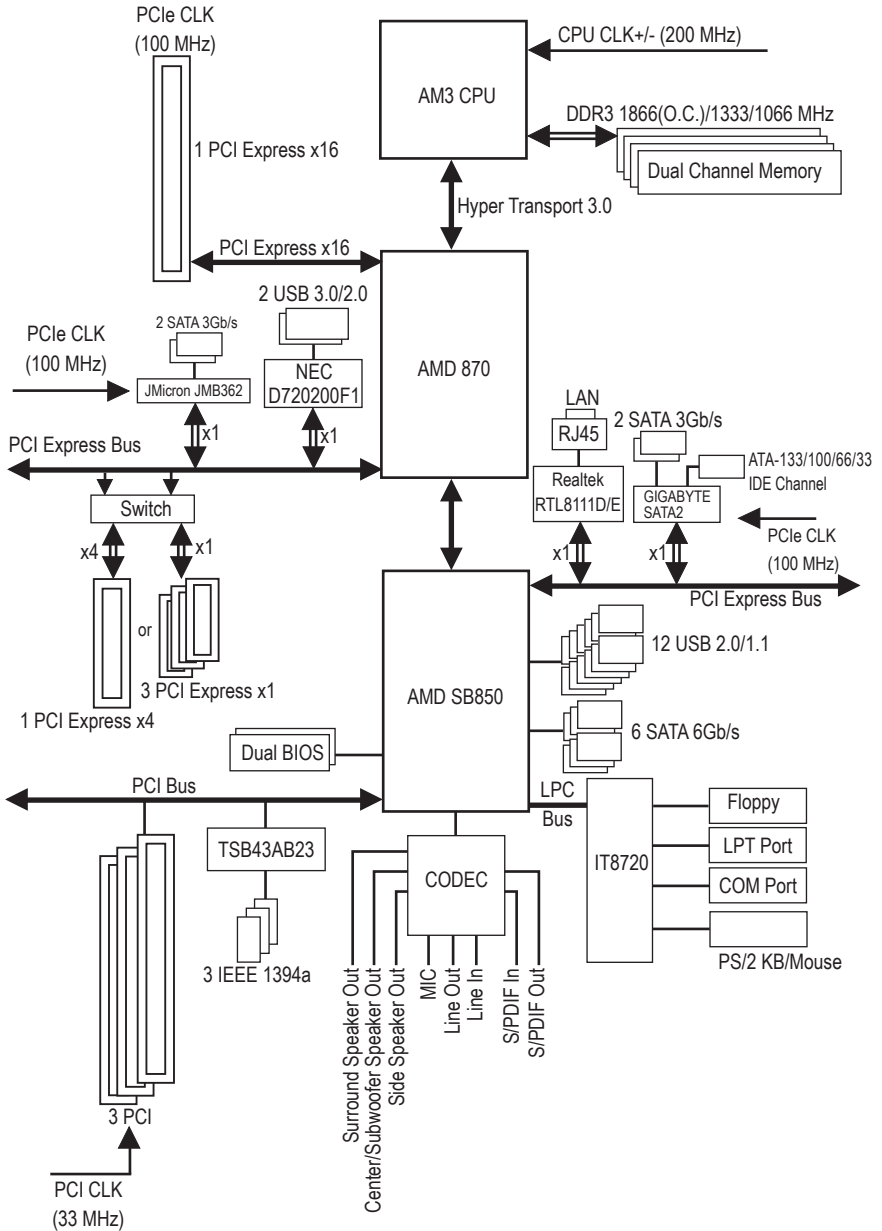 PCIe CLK
(100 MHz)
AM3 CPU
CPU CLK+/- (200 MHz)
DDR3 1866(O.C.)/1333/1066 MHz
Dual Channel Memory
1 PCI Express x16
Hyper Transport 3.0
PCI Express x16
2 USB 3.0/2.0
2 SATA 3Gb/s
PCIe CLK
(100 MHz)
NEC
D720200F1
JMicron JMB362
AMD 870
x1
x1
PCI Express Bus
LAN
RJ45
2 SATA 3Gb/s
ATA-133/100/66/33
IDE Channel
Realtek
RTL8111D/E
GIGABYTE
SATA2
PCIe CLK
(100 MHz)
x1
x1
PCI Express Bus
Switch
x4
x1
or
3 PCI Express x1
1 PCI Express x4
AMD SB850
12 USB 2.0/1.1
6 SATA 6Gb/s
Dual BIOS
PCI Bus
LPC
Bus
TSB43AB23
3 IEEE 1394a
CODEC
IT8720
Floppy
LPT Port
COM Port
PS/2 KB/Mouse
Surround Speaker Out
Center/Subwoofer Speaker Out
Side Speaker Out
MIC
Line Out
Line In
S/PDIF In
S/PDIF Out
3 PCI
PCI CLK
(33 MHz)